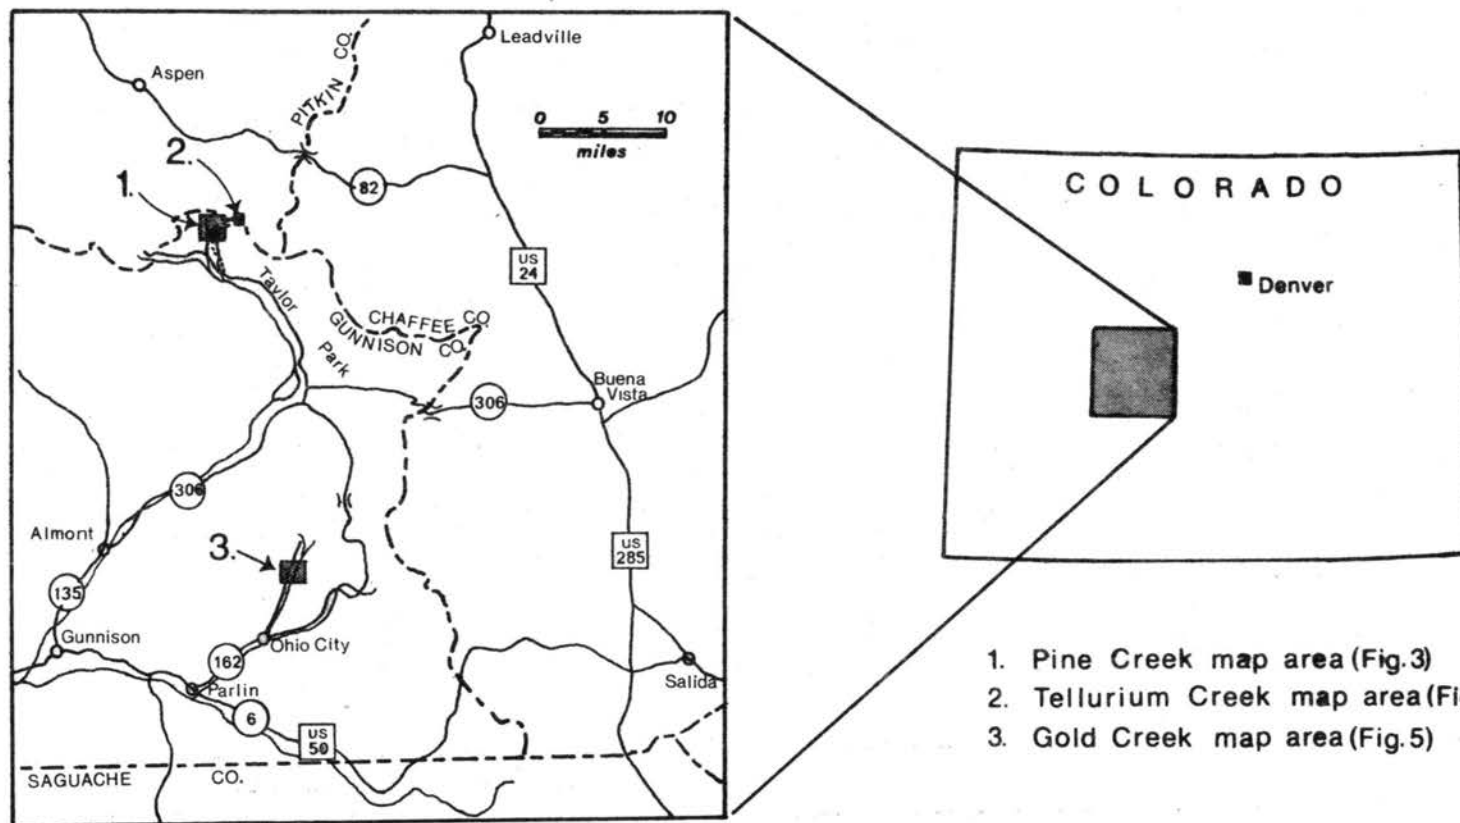 Leadville
Aspen
PITKIN CO.
0 5 10
miles
2.
1.
82
US
24
Taylor
Park
CHAFFEE CO.
GUNNISON CO.
Buena
Vista
306
306
Almont
3.
US
285
135
Gunnison
Ohio City
162
Parlin
Salida
6
US
50
SAGUACHE CO.
COLORADO
Denver
1. Pine Creek map area (Fig.3)
2. Tellurium Creek map area (Fi
3. Gold Creek map area (Fig.5)